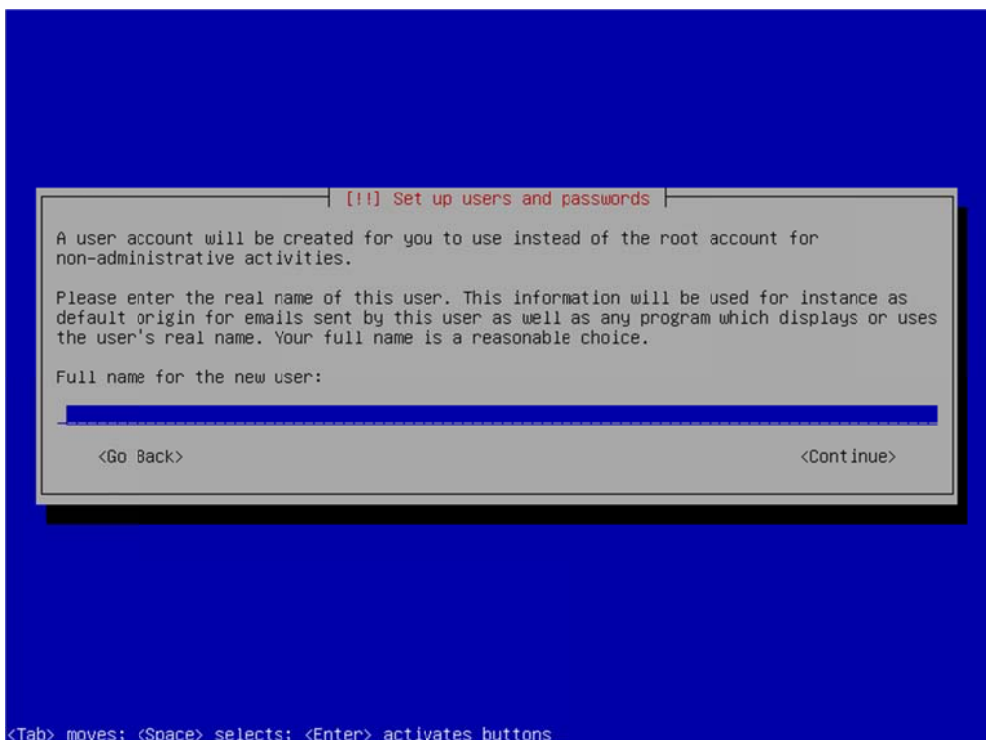 [!!] Set up users and passwords
A user account will be created for you to use instead of the root account for
non-administrative activities.
Please enter the real name of this user. This information will be used for instance as
default origin for emails sent by this user as well as any program which displays or uses
the user's real name. Your full name is a reasonable choice.
Full name for the new user:
<Go Back> <Continue>
<Tab> moves; <Space> selects; <Enter> activates buttons